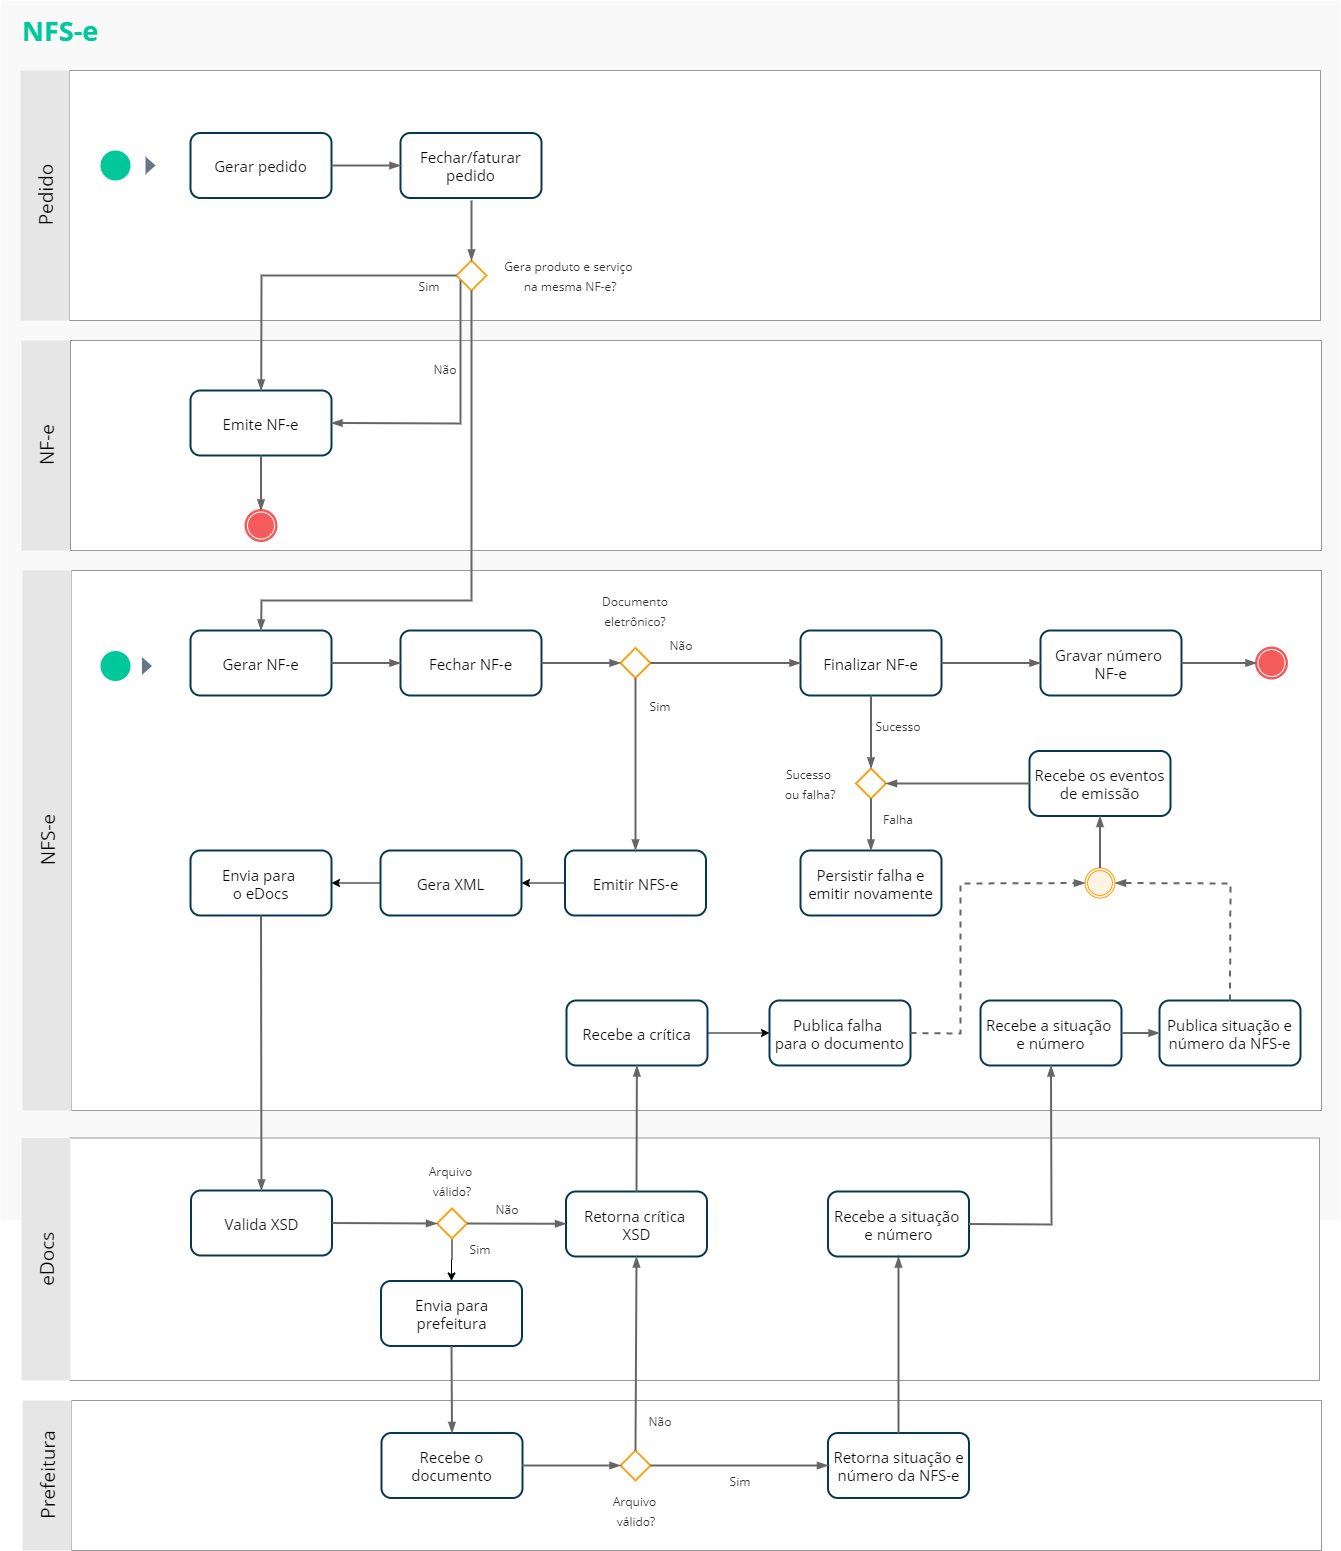 NFS-e
Pedido
Gerar pedido
Fechar/faturar
pedido
Gera produto e serviço
na mesma NF-e?
Sim
Não
NF-e
Emite NF-e
NFS-e
Gerar NF-e
Fechar NF-e
Documento
eletrônico?
Não
Sim
Finalizar NF-e
Gravar número
NF-e
Sucesso
Sucesso
ou falha?
Falha
Recebe os eventos
de emissão
Envia para
o eDocs
Gera XML
Emitir NFS-e
Persistir falha e
emitir novamente
Recebe a crítica
Publica falha
para o documento
Recebe a situação
e número
Publica situação e
número da NFS-e
eDocs
Valida XSD
Arquivo
válido?
Não
Sim
Retorna crítica
XSD
Recebe a situação
e número
Envia para
prefeitura
Prefeitura
Recebe o
documento
Não
Arquivo
válido?
Sim
Retorna situação e
número da NFS-e